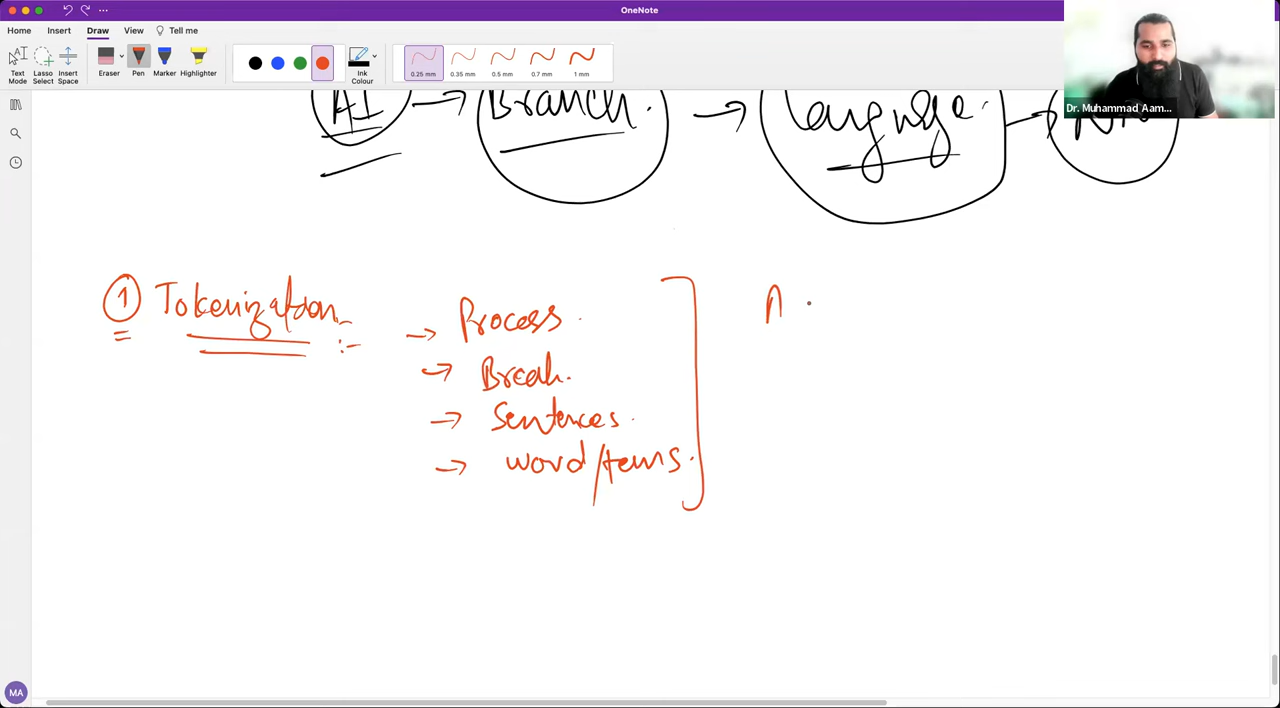 OneNote
Home Insert Draw View Tell me
Text Mode
Lasso Select
Insert Space
Eraser
Pen
Marker
Highlighter
Ink Colour
0.25 mm 0.35 mm 0.5 mm 0.7 mm 1 mm
Dr. Muhammad Aam...
AI → Branch. → Language. →
① Tokenization :-
→ Process.
→ Break.
→ Sentences.
→ word/terms.
MA